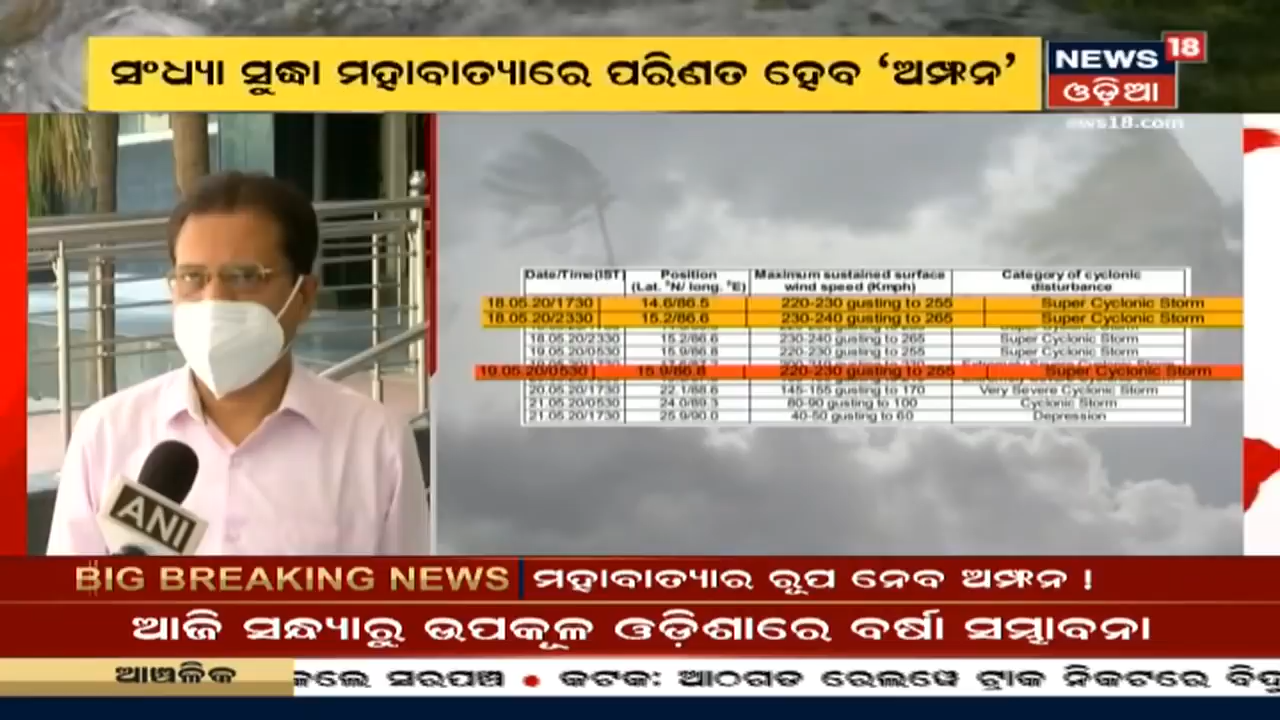 ସଂଧ୍ୟା ସୁଦ୍ଧା ମହାବାତ୍ୟାରେ ପରିଣତ ହେବ ‘ଅମ୍ଫନ’
NEWS 18
ଓଡ଼ିଆ
ews18.com
Date/Time(IST) Position (Lat. ⁰N/ long. ⁰E) Maximum sustained surface wind speed (Kmph) Category of cyclonic disturbance
18.05.20/1730 14.6/86.5 220-230 gusting to 255 Super Cyclonic Storm
18.05.20/2330 15.2/86.6 230-240 gusting to 265 Super Cyclonic Storm
18.05.20/2330 15.2/86.6 230-240 gusting to 265 Super Cyclonic Storm
19.05.20/0530 15.9/86.8 220-230 gusting to 255 Super Cyclonic Storm
19.05.20/0530 15.9/86.8 220-230 gusting to 255 Super Cyclonic Storm
20.05.20/1730 22.1/88.6 145-155 gusting to 170 Very Severe Cyclonic Storm
21.05.20/0530 24.0/89.3 80-90 gusting to 100 Cyclonic Storm
21.05.20/1730 25.9/90.0 40-50 gusting to 60 Depression
ANI
BIG BREAKING NEWS ମହାବାତ୍ୟାର ରୂପ ନେବ ଅମ୍ଫନ !
ଆଜି ସନ୍ଧ୍ୟାରୁ ଉପକୂଳ ଓଡ଼ିଶାରେ ବର୍ଷା ସମ୍ଭାବନା
ଆଞ୍ଚଳିକ କଲେ ସରପଞ୍ଚ • କଟକ: ଆଠଗଡ ରେଲୱେ ଟ୍ରାକ ନିକଟରେ